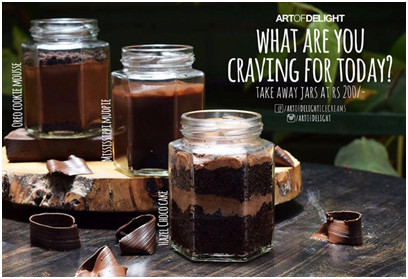 ARTOFDELIGHT
WHAT ARE YOU
CRAVING FOR TODAY?
TAKE AWAY JARS AT RS 200/-
/ARTOFDELIGHTICECREAMS
/ARTOFDELIGHT
OREO COOKIE MOUSSE
MISSISSIPPI MUDPIE
HAZEL CHOCO CAKE